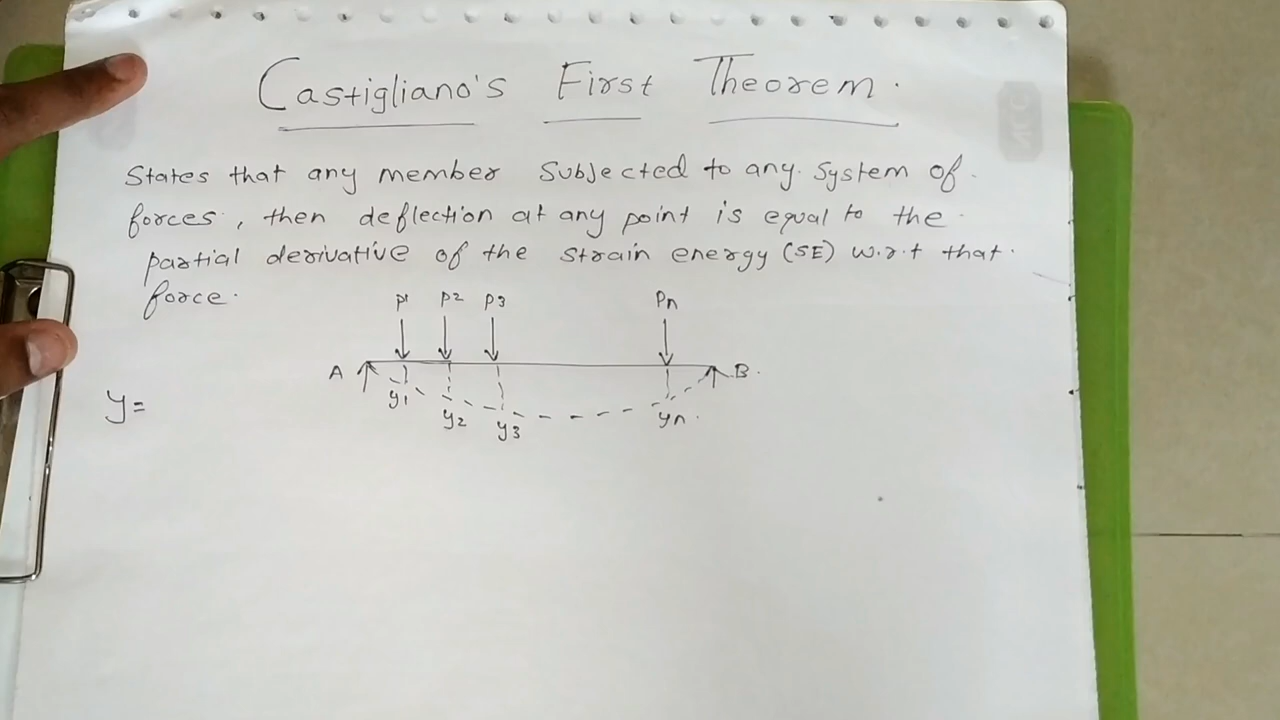 Castigliano's First Theorem.
States that any member Subjected to any System of
forces, then deflection at any point is equal to the
partial derivative of the strain energy (SE) w.r.t that
force.
P1 P2 P3 Pn
A B.
y1 y2 y3 yn.
y=